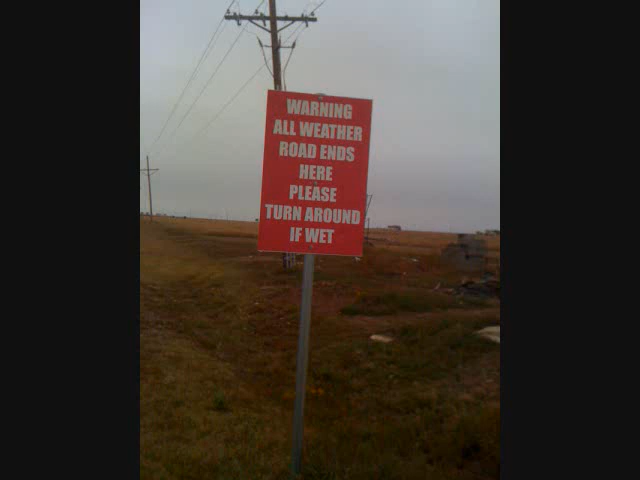 WARNING
ALL WEATHER
ROAD ENDS
HERE
PLEASE
TURN AROUND
IF WET